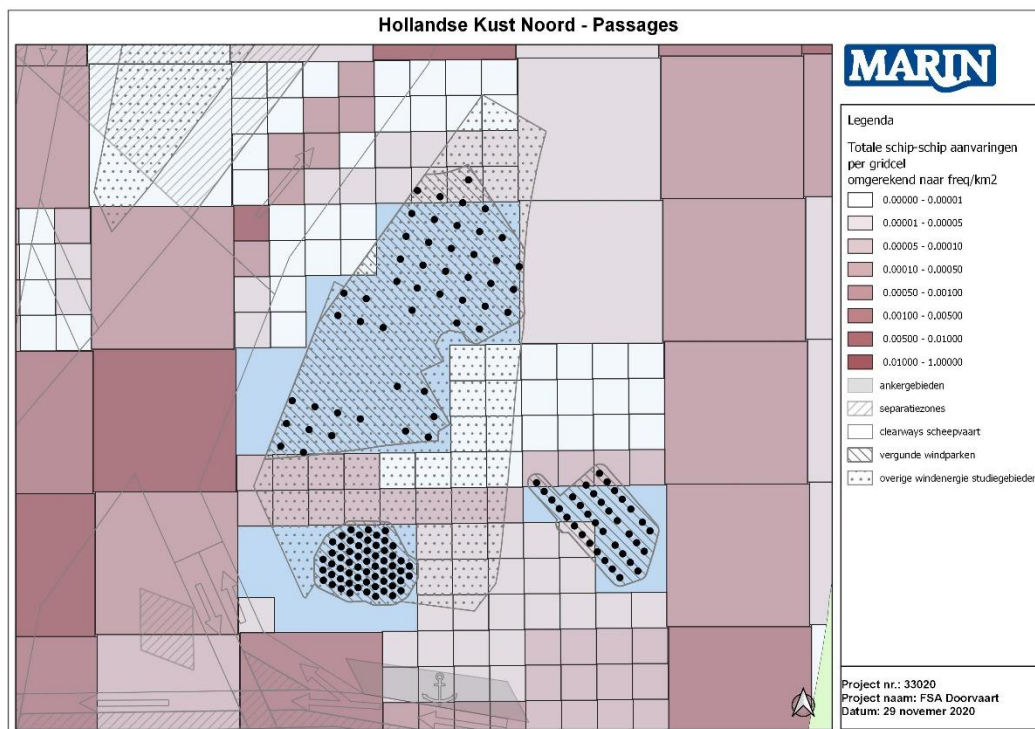 Hollandse Kust Noord - Passages
MARIN
Legenda
Totale schip-schip aanvaringen
per gridcel
omgerekend naar freq/km2
0.00000 - 0.00001
0.00001 - 0.00005
0.00005 - 0.00010
0.00010 - 0.00050
0.00050 - 0.00100
0.00100 - 0.00500
0.00500 - 0.01000
0.01000 - 1.00000
ankergebieden
separatiezones
clearways scheepvaart
vergunde windparken
overige windenergie studiegebieden
Project nr.: 33020
Project naam: FSA Doorvaart
Datum: 29 novemer 2020